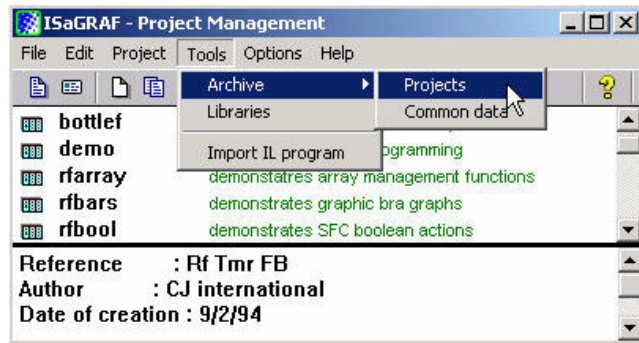 ISaGRAF - Project Management
File Edit Project Tools Options Help
Archive Projects
Libraries Common data
Import IL program
bottlef
demo ogramming
rfarray demonstatres array management functions
rfbars demonstrates graphic bra graphs
rfbool demonstrates SFC boolean actions
Reference : Rf Tmr FB
Author : CJ international
Date of creation : 9/2/94